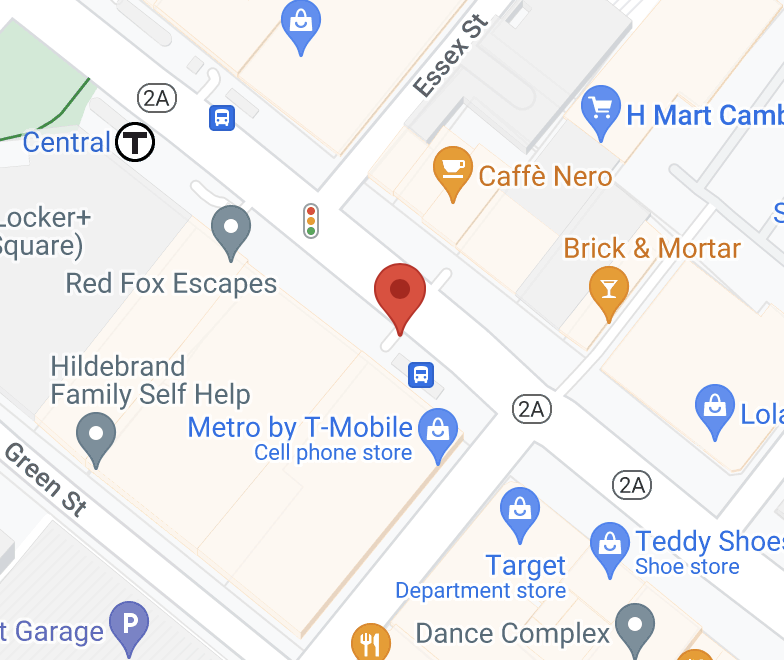 Essex St
2A
H Mart Camb
Central
T
Caffè Nero
Locker+
Square)
S
Brick & Mortar
Red Fox Escapes
Hildebrand
Family Self Help
2A
Metro by T-Mobile
Cell phone store
Lola
2A
Green St
Target
Department store
Teddy Shoes
Shoe store
P
t Garage
Dance Complex